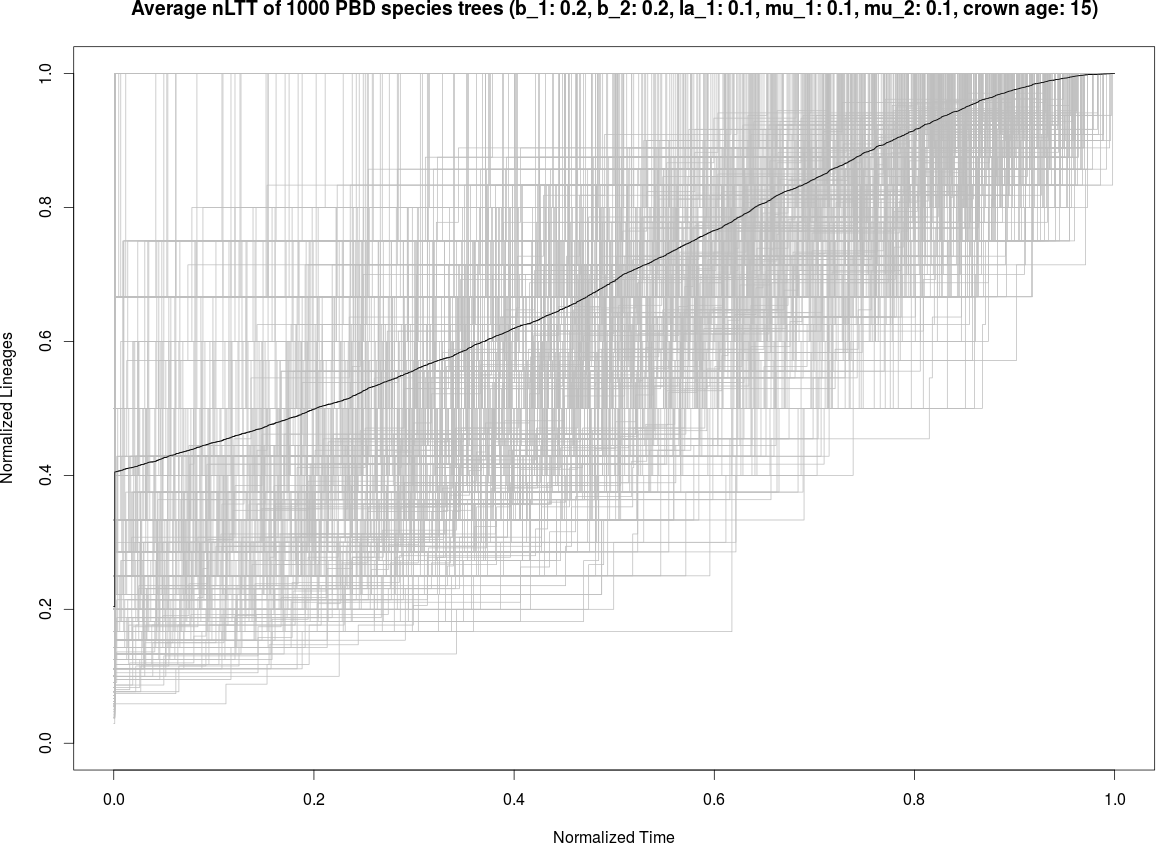 Average nLTT of 1000 PBD species trees (b_1: 0.2, b_2: 0.2, la_1: 0.1, mu_1: 0.1, mu_2: 0.1, crown age: 15)
Normalized Lineages
1.0
0.8
0.6
0.4
0.2
0.0
0.0 0.2 0.4 0.6 0.8 1.0
Normalized Time